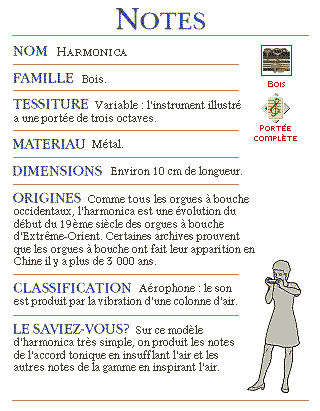 NOTES
NOM HARMONICA
FAMILLE Bois.
TESSITURE Variable : l'instrument illustré
a une portée de trois octaves.
MATERIAU Métal.
DIMENSIONS Environ 10 cm de longueur.
ORIGINES Comme tous les orgues à bouche
occidentaux, l'harmonica est une évolution du
début du 19ème siècle des orgues à bouche
d'Extrême-Orient. Certaines archives prouvent
que les orgues à bouche ont fait leur apparition en
Chine il y a plus de 3 000 ans.
CLASSIFICATION Aérophone : le son
est produit par la vibration d'une colonne d'air.
LE SAVIEZ-VOUS? Sur ce modèle
d'harmonica très simple, on produit les notes
de l'accord tonique en insufflant l'air et les
autres notes de la gamme en inspirant l'air.
BOIS
PORTÉE
COMPLÈTE